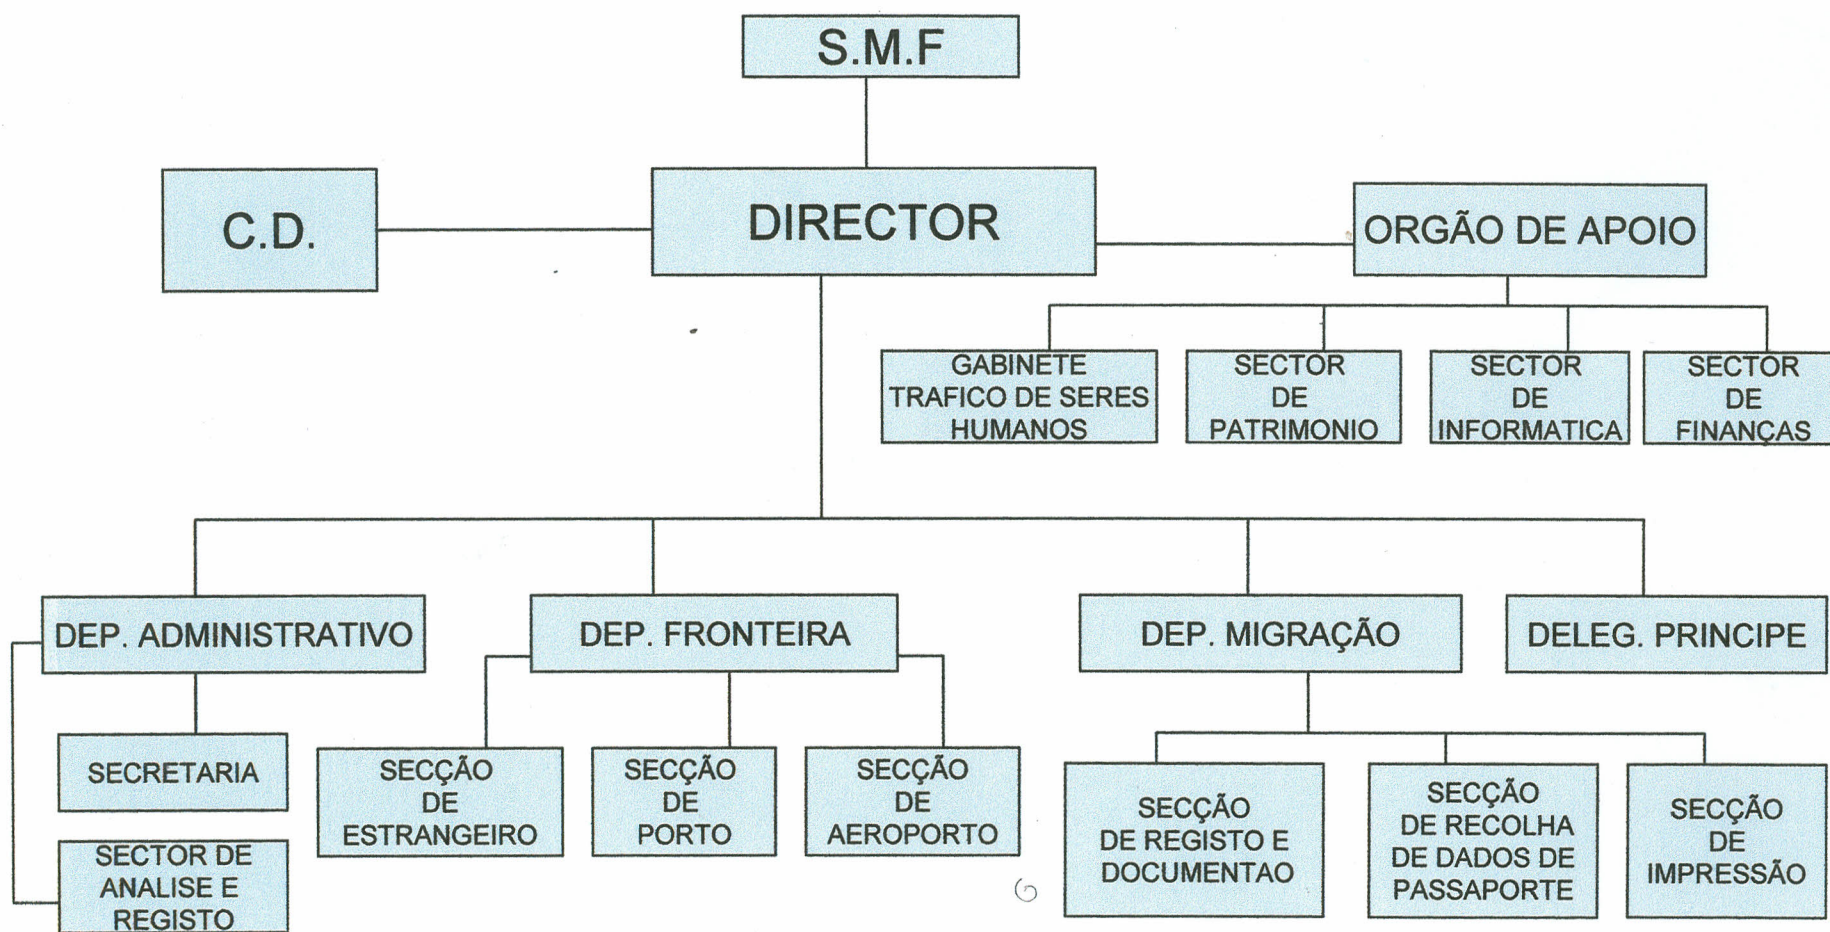 S.M.F
C.D.
DIRECTOR
ORGÃO DE APOIO
GABINETE
TRAFICO DE SERES
HUMANOS
SECTOR
DE
PATRIMONIO
SECTOR
DE
INFORMATICA
SECTOR
DE
FINANÇAS
DEP. ADMINISTRATIVO
DEP. FRONTEIRA
DEP. MIGRAÇÃO
DELEG. PRINCIPE
SECRETARIA
SECTOR DE
ANALISE E
REGISTO
SECÇÃO
DE
ESTRANGEIRO
SECÇÃO
DE
PORTO
SECÇÃO
DE
AEROPORTO
SECÇÃO
DE REGISTO E
DOCUMENTAO
SECÇÃO
DE RECOLHA
DE DADOS DE
PASSAPORTE
SECÇÃO
DE
IMPRESSÃO